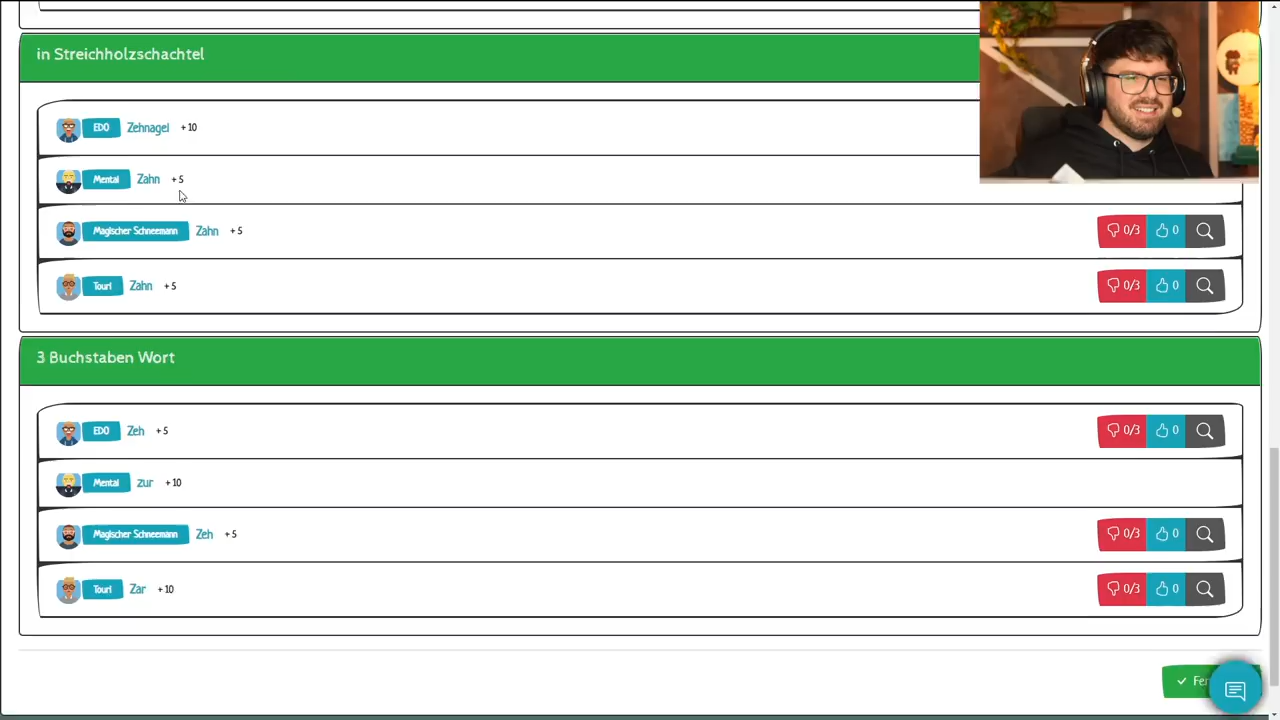 in Streichholzschachtel
EDO Zehnagel +10
Mental Zahn +5
Magischer Schneemann Zahn +5 0/3 0
Touri Zahn +5 0/3 0
3 Buchstaben Wort
EDO Zeh +5 0/3 0
Mental zur +10
Magischer Schneemann Zeh +5 0/3 0
Touri Zar +10 0/3 0